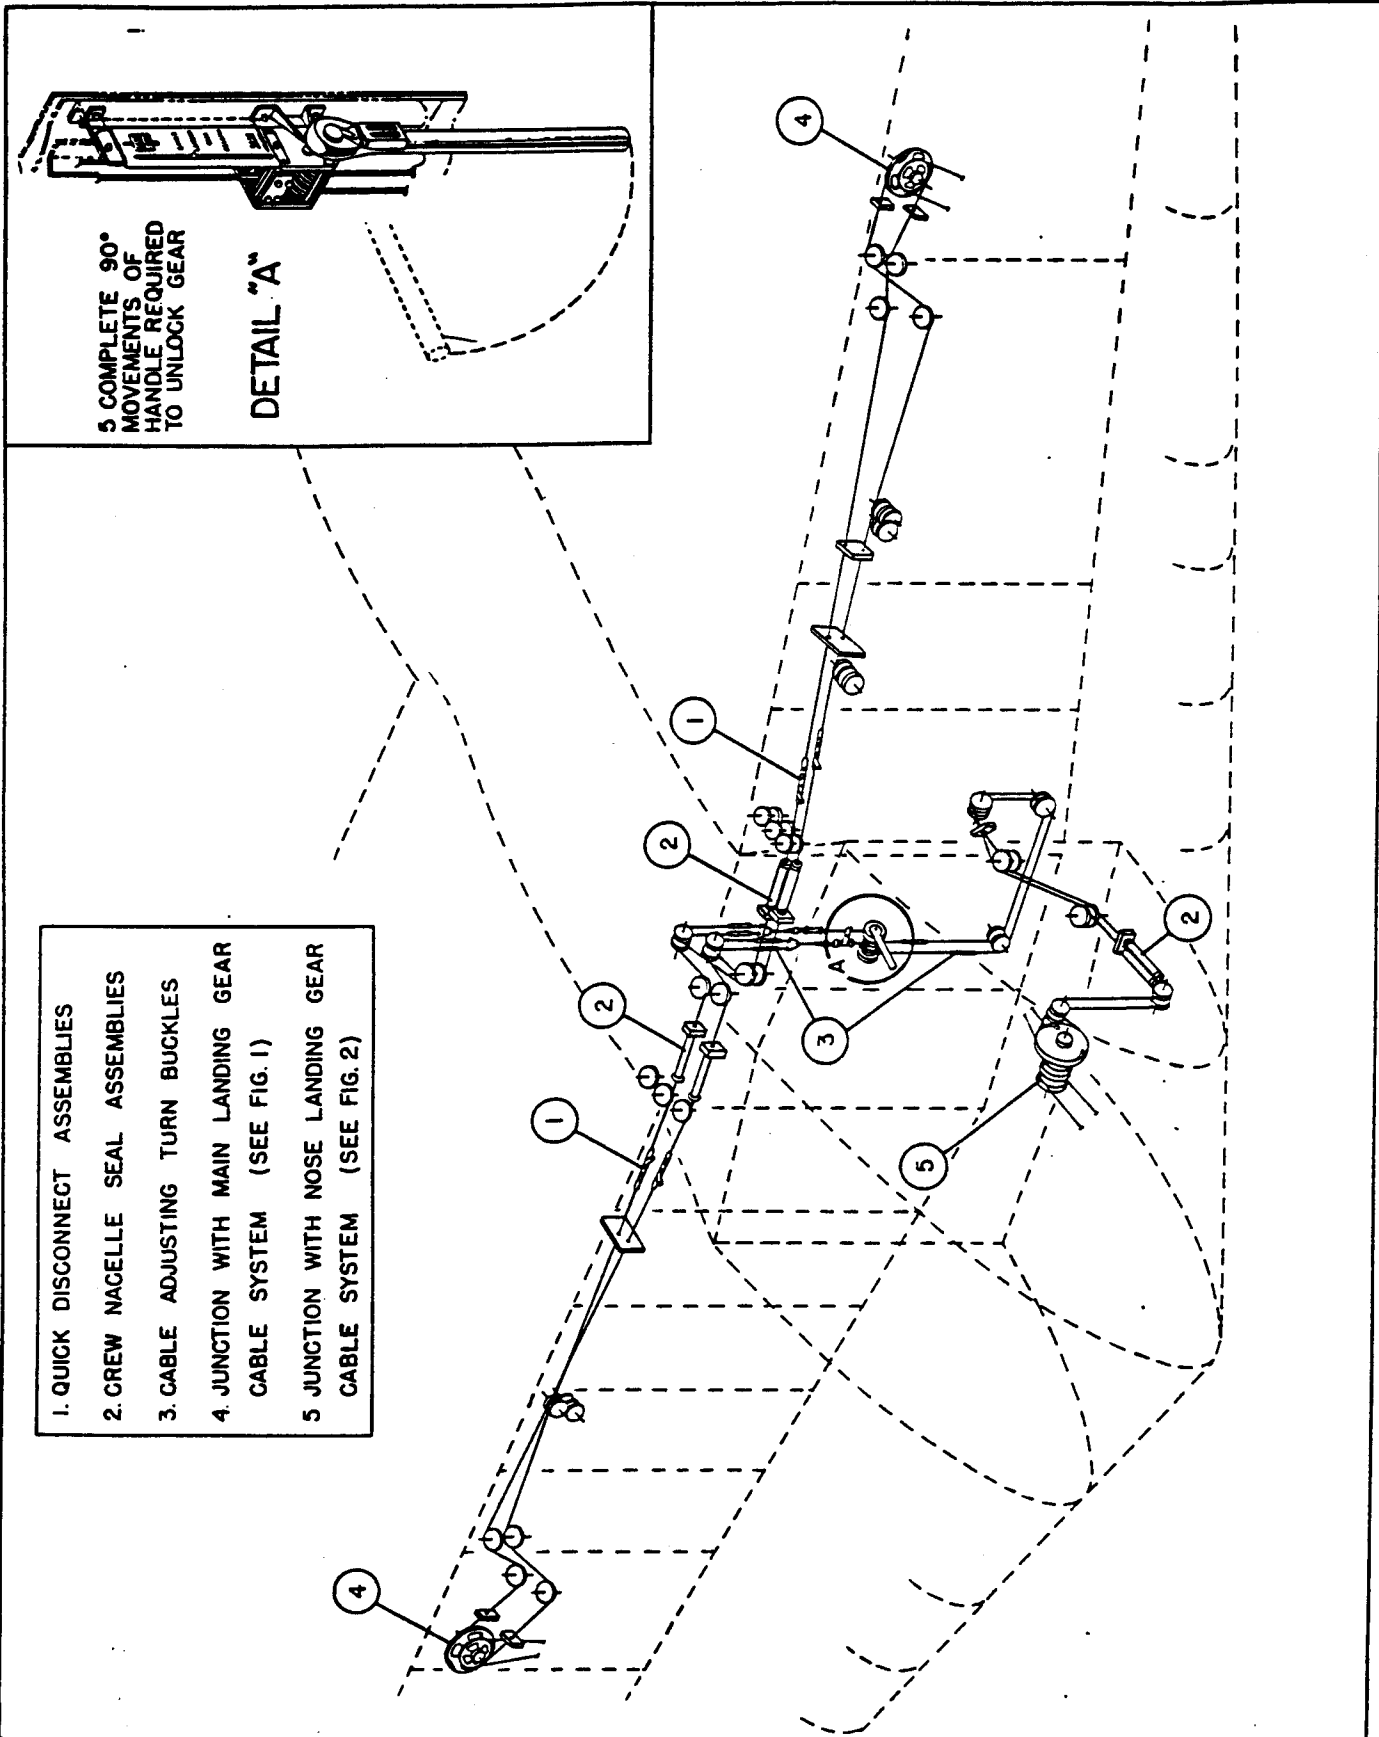 1. QUICK DISCONNECT ASSEMBLIES
2. CREW NACELLE SEAL ASSEMBLIES
3. CABLE ADJUSTING TURN BUCKLES
4. JUNCTION WITH MAIN LANDING GEAR
CABLE SYSTEM (SEE FIG. 1)
5 JUNCTION WITH NOSE LANDING GEAR
CABLE SYSTEM (SEE FIG. 2)
5 COMPLETE 90°
MOVEMENTS OF
HANDLE REQUIRED
TO UNLOCK GEAR
DETAIL "A"
4
1
2
3
A
5
2
1
2
4